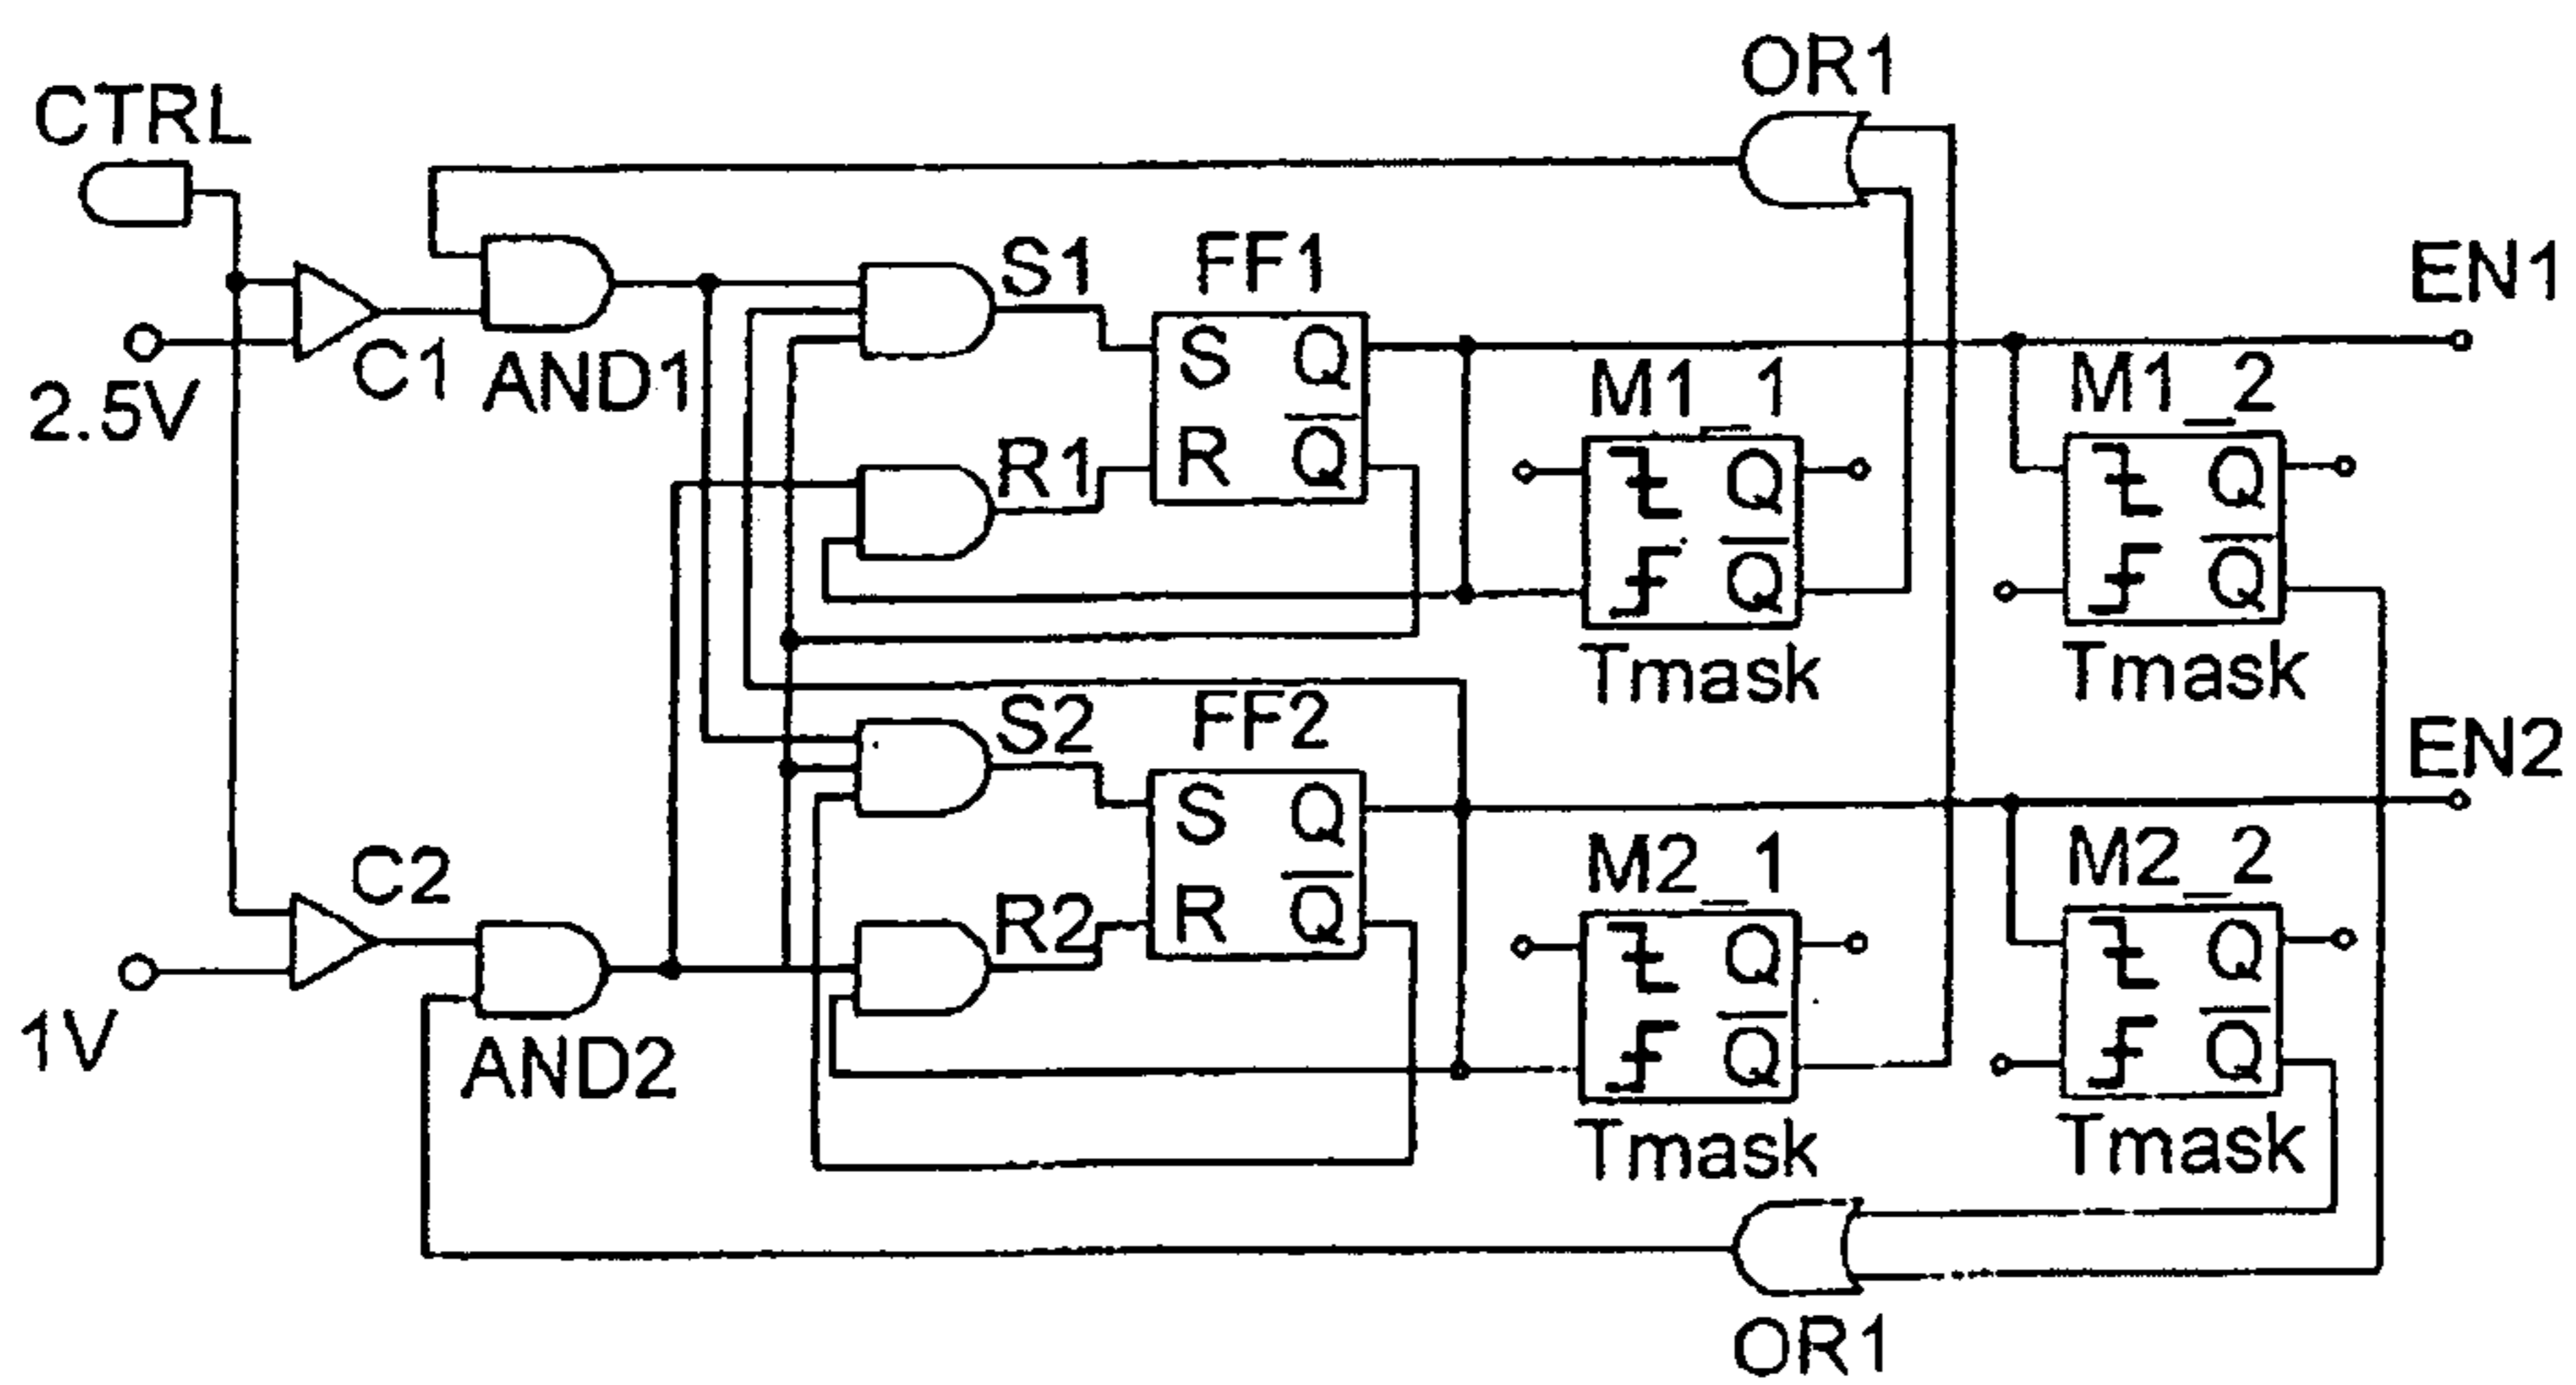 OR1
CTRL
S1
FF1
EN1
2.5V
C1
AND1
S Q
R Q
R1
M1_1
Q
Q
Tmask
M1_2
Q
Q
Tmask
S2
FF2
EN2
S Q
R Q
R2
C2
1V
AND2
M2_1
Q
Q
Tmask
M2_2
Q
Q
Tmask
OR1